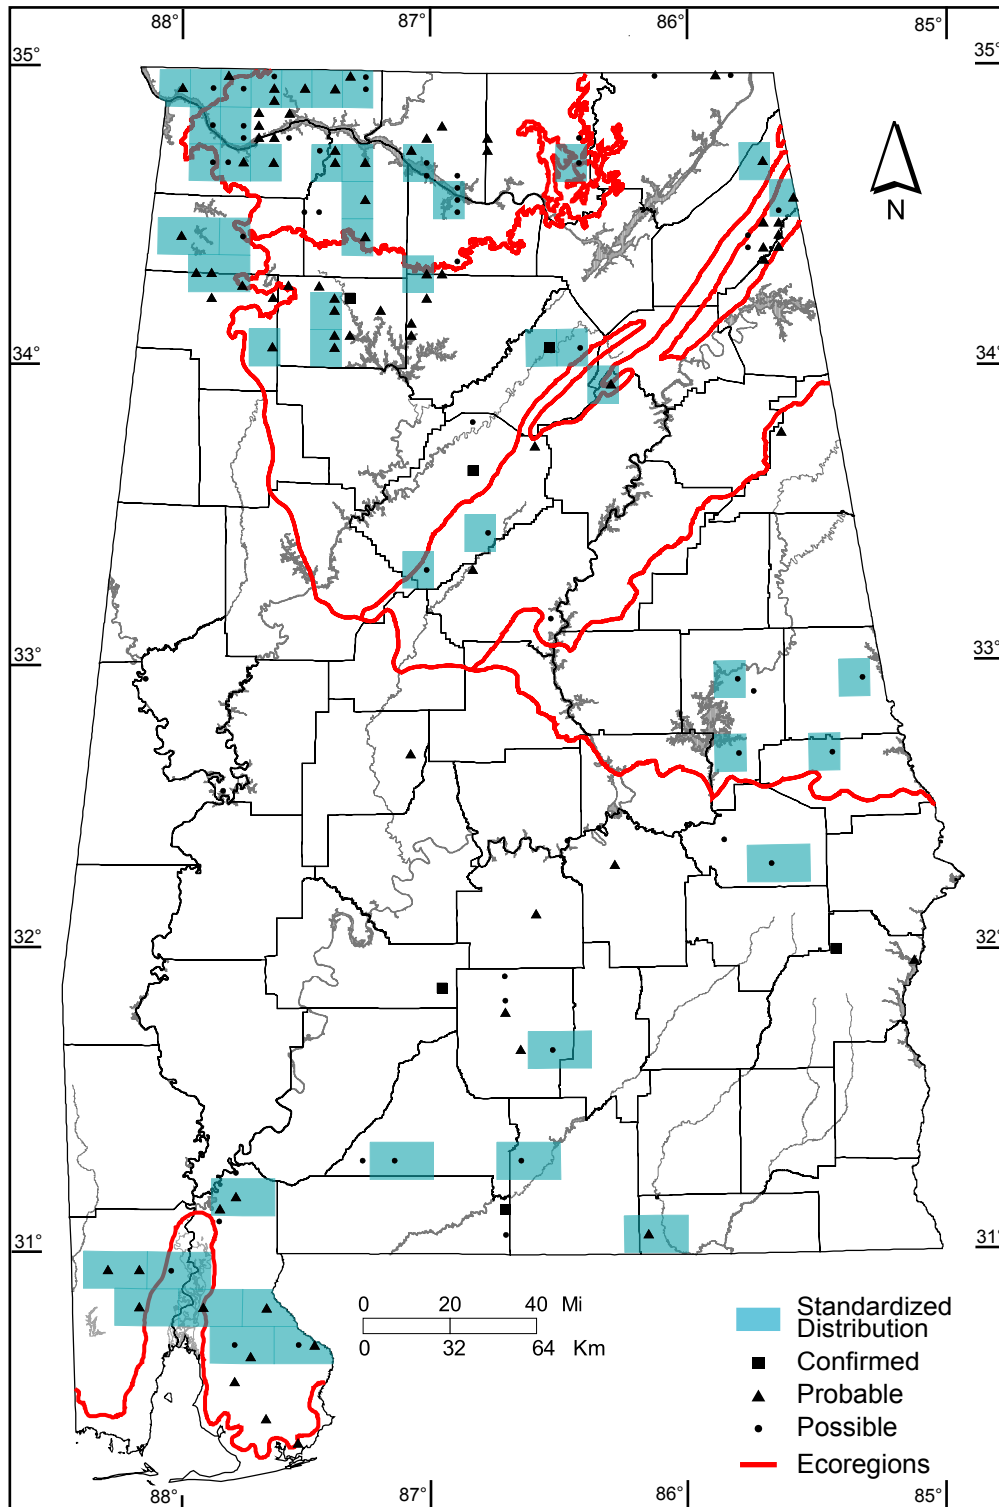 88° 87° 86° 85°
35° 35°
N
34° 34°
33° 33°
32° 32°
31° 31°
0 20 40 Mi
0 32 64 Km
Standardized
Distribution
Confirmed
Probable
Possible
Ecoregions
88° 87° 86° 85°